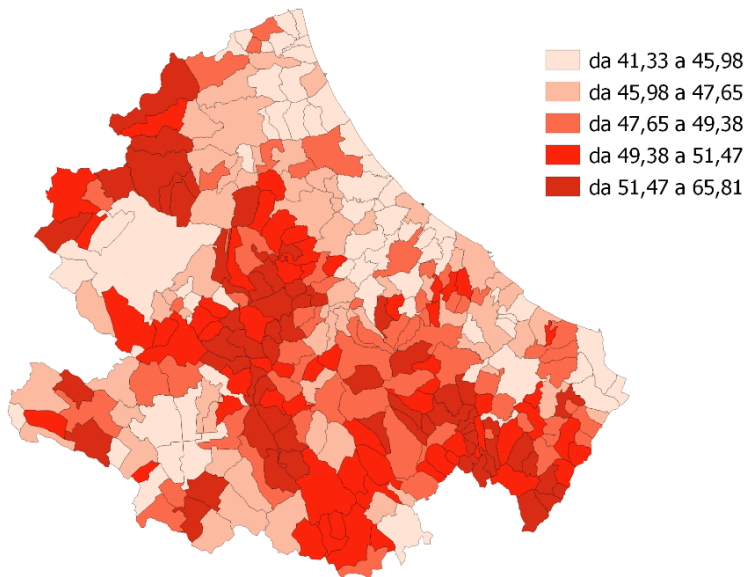 da 41,33 a 45,98
da 45,98 a 47,65
da 47,65 a 49,38
da 49,38 a 51,47
da 51,47 a 65,81